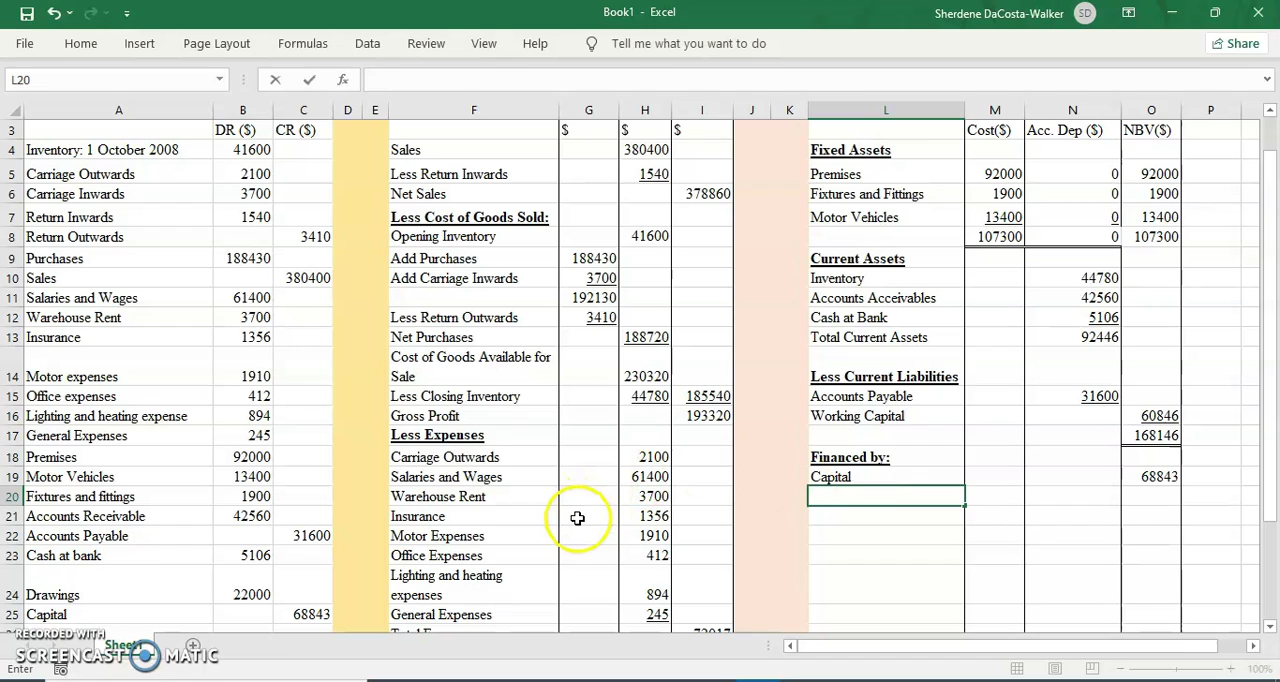 Book1 - Excel
Sherdene DaCosta-Walker
SD
File Home Insert Page Layout Formulas Data Review View Help Tell me what you want to do
Share
L20
fx
A B C D E F G H I J K L M N O P
3 DR ($) CR ($) $ $ $ Cost($) Acc. Dep ($) NBV($)
4 Inventory: 1 October 2008 41600 Sales 380400 Fixed Assets
5 Carriage Outwards 2100 Less Return Inwards 1540 Premises 92000 0 92000
6 Carriage Inwards 3700 Net Sales 378860 Fixtures and Fittings 1900 0 1900
7 Return Inwards 1540 Less Cost of Goods Sold: Motor Vehicles 13400 0 13400
8 Return Outwards 3410 Opening Inventory 41600 107300 0 107300
9 Purchases 188430 Add Purchases 188430 Current Assets
10 Sales 380400 Add Carriage Inwards 3700 Inventory 44780
11 Salaries and Wages 61400 192130 Accounts Acceivables 42560
12 Warehouse Rent 3700 Less Return Outwards 3410 Cash at Bank 5106
13 Insurance 1356 Net Purchases 188720 Total Current Assets 92446
Cost of Goods Available for
14 Motor expenses 1910 Sale 230320 Less Current Liabilities
15 Office expenses 412 Less Closing Inventory 44780 185540 Accounts Payable 31600
16 Lighting and heating expense 894 Gross Profit 193320 Working Capital 60846
17 General Expenses 245 Less Expenses 168146
18 Premises 92000 Carriage Outwards 2100 Financed by:
19 Motor Vehicles 13400 Salaries and Wages 61400 Capital 68843
20 Fixtures and fittings 1900 Warehouse Rent 3700
21 Accounts Receivable 42560 Insurance 1356
22 Accounts Payable 31600 Motor Expenses 1910
23 Cash at bank 5106 Office Expenses 412
Lighting and heating
24 Drawings 22000 expenses 894
25 Capital 68843 General Expenses 245
RECORDED WITH
SCREENCAST MATIC
Enter
100%